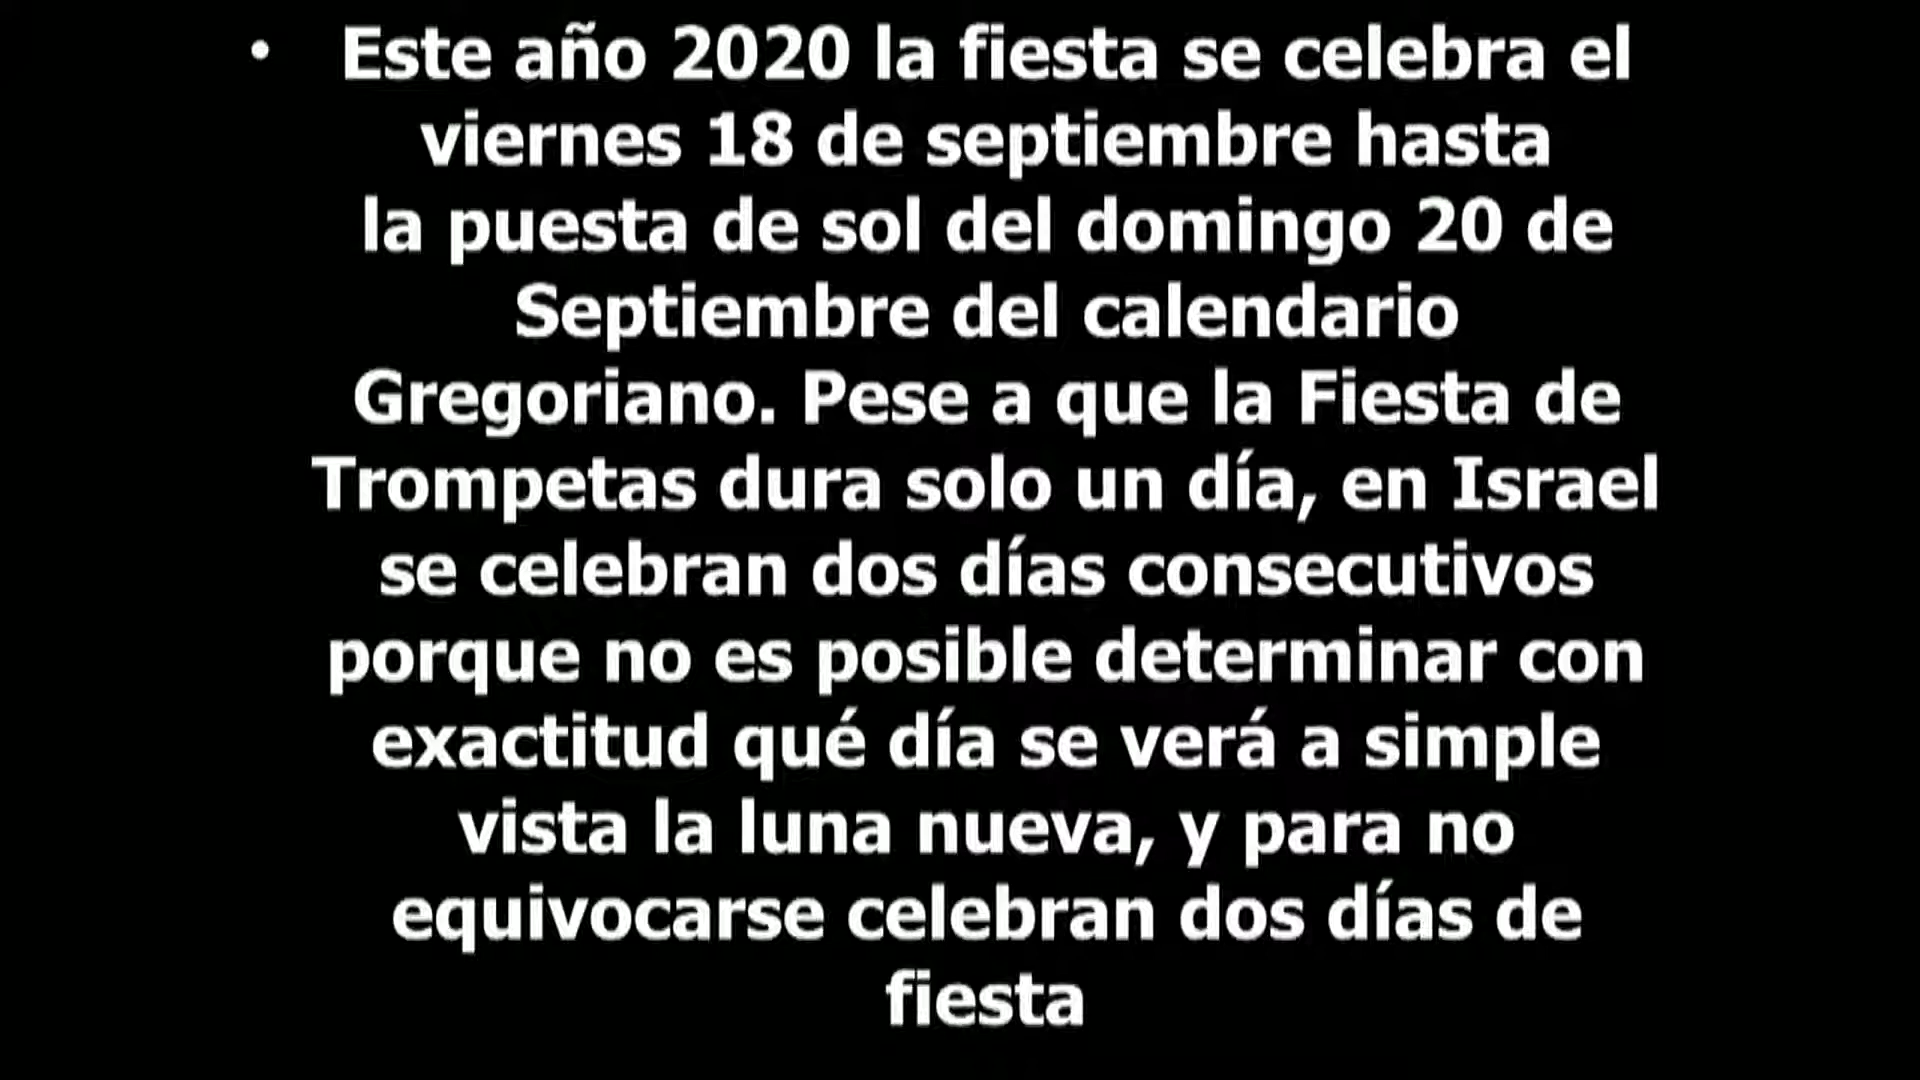 • Este año 2020 la fiesta se celebra el
viernes 18 de septiembre hasta
la puesta de sol del domingo 20 de
Septiembre del calendario
Gregoriano. Pese a que la Fiesta de
Trompetas dura solo un día, en Israel
se celebran dos días consecutivos
porque no es posible determinar con
exactitud qué día se verá a simple
vista la luna nueva, y para no
equivocarse celebran dos días de
fiesta